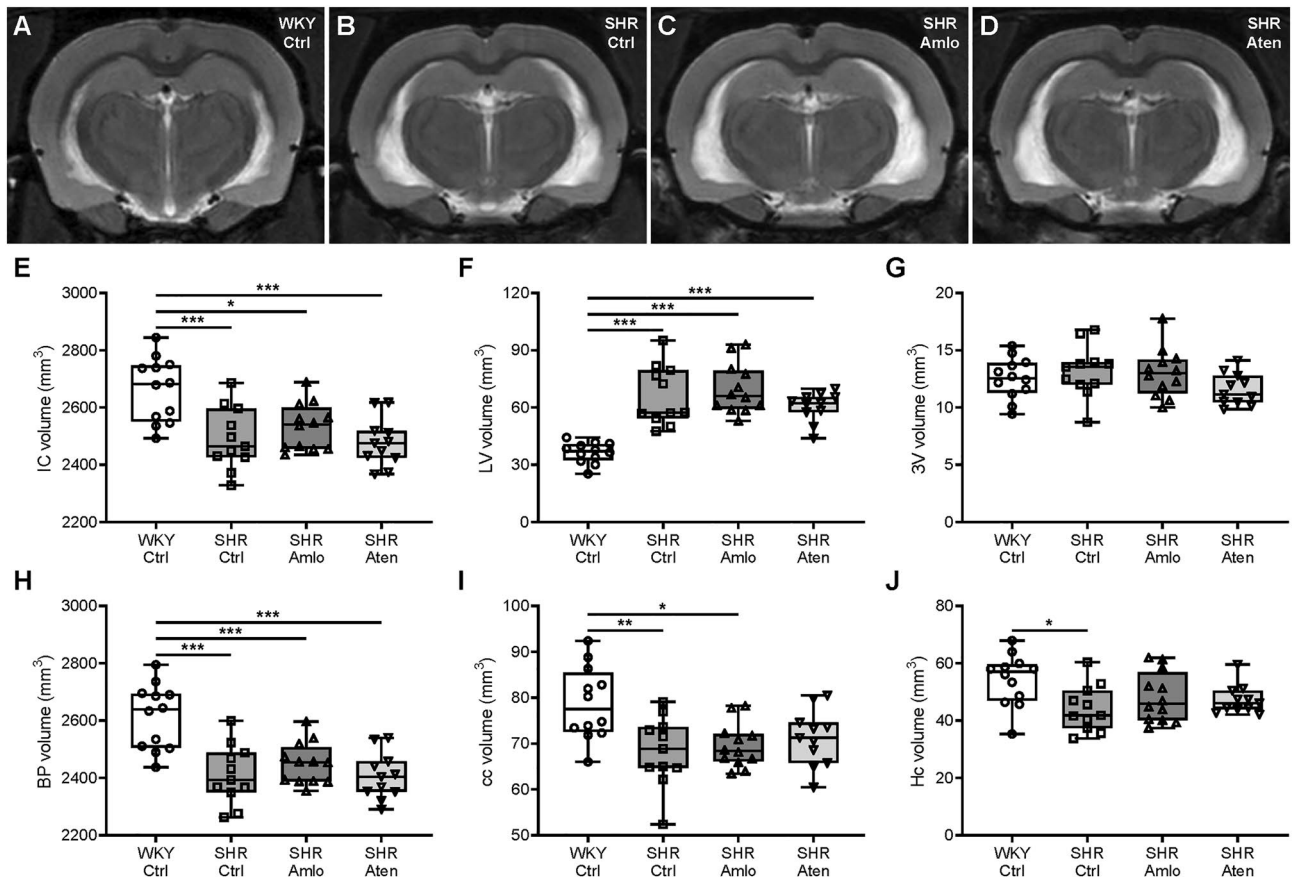 A
WKY
Ctrl
B
SHR
Ctrl
C
SHR
Amlo
D
SHR
Aten
E
IC volume (mm³)
3000
2800
2600
2400
2200
***
*
***
WKY
Ctrl
SHR
Ctrl
SHR
Amlo
SHR
Aten
F
LV volume (mm³)
120
90
60
30
0
***
***
***
WKY
Ctrl
SHR
Ctrl
SHR
Amlo
SHR
Aten
G
3V volume (mm³)
20
15
10
5
0
WKY
Ctrl
SHR
Ctrl
SHR
Amlo
SHR
Aten
H
BP volume (mm³)
3000
2800
2600
2400
2200
***
***
***
WKY
Ctrl
SHR
Ctrl
SHR
Amlo
SHR
Aten
I
cc volume (mm³)
100
90
80
70
60
50
*
**
WKY
Ctrl
SHR
Ctrl
SHR
Amlo
SHR
Aten
J
Hc volume (mm³)
80
60
40
20
0
*
WKY
Ctrl
SHR
Ctrl
SHR
Amlo
SHR
Aten